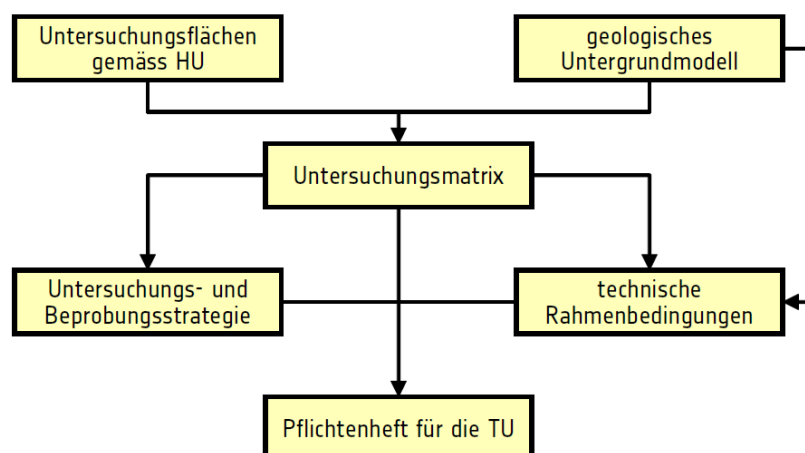 Untersuchungsflächen
gemäss HU
geologisches
Untergrundmodell
Untersuchungsmatrix
Untersuchungs- und
Beprobungsstrategie
technische
Rahmenbedingungen
Pflichtenheft für die TU